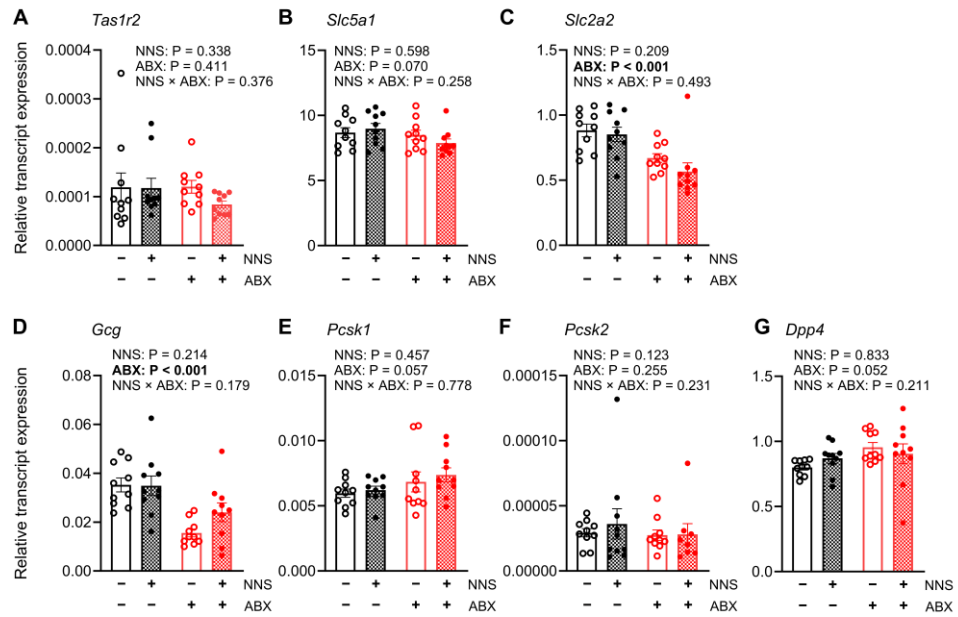 A Tas1r2
Relative transcript expression
NNS: P = 0.338
ABX: P = 0.411
NNS × ABX: P = 0.376
0.0004
0.0003
0.0002
0.0001
0.0000
– + – + NNS
– – + + ABX
B Slc5a1
NNS: P = 0.598
ABX: P = 0.070
NNS × ABX: P = 0.258
15
10
5
0
– + – + NNS
– – + + ABX
C Slc2a2
NNS: P = 0.209
ABX: P < 0.001
NNS × ABX: P = 0.493
1.5
1.0
0.5
0.0
– + – + NNS
– – + + ABX
D Gcg
Relative transcript expression
NNS: P = 0.214
ABX: P < 0.001
NNS × ABX: P = 0.179
0.08
0.06
0.04
0.02
0.00
– + – + NNS
– – + + ABX
E Pcsk1
NNS: P = 0.457
ABX: P = 0.057
NNS × ABX: P = 0.778
0.015
0.010
0.005
0.000
– + – + NNS
– – + + ABX
F Pcsk2
NNS: P = 0.123
ABX: P = 0.255
NNS × ABX: P = 0.231
0.00015
0.00010
0.00005
0.00000
– + – + NNS
– – + + ABX
G Dpp4
NNS: P = 0.833
ABX: P = 0.052
NNS × ABX: P = 0.211
1.5
1.0
0.5
0.0
– + – + NNS
– – + + ABX